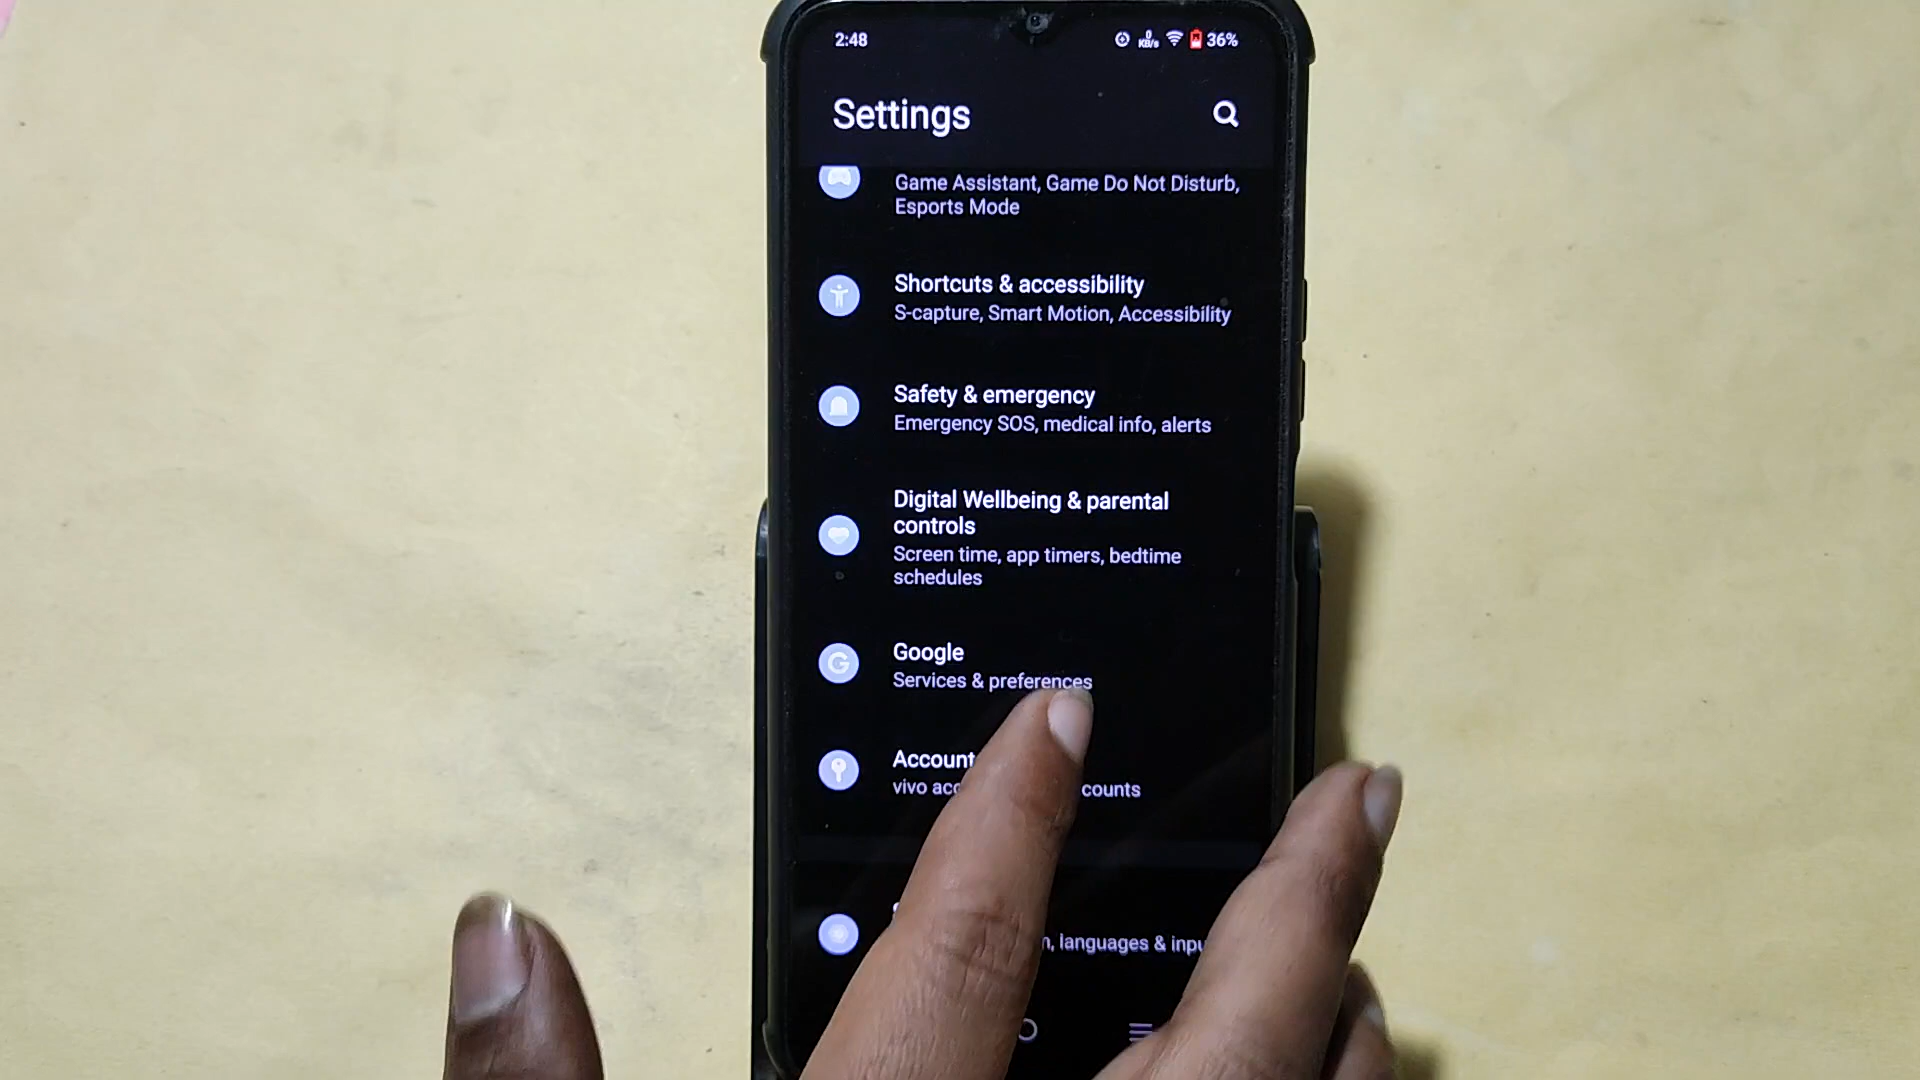 2:48
0
KB/s
36%
Settings
Game Assistant, Game Do Not Disturb,
Esports Mode
Shortcuts & accessibility
S-capture, Smart Motion, Accessibility
Safety & emergency
Emergency SOS, medical info, alerts
Digital Wellbeing & parental
controls
Screen time, app timers, bedtime
schedules
G
Google
Services & preferences
Account
vivo acc counts
languages & inpu